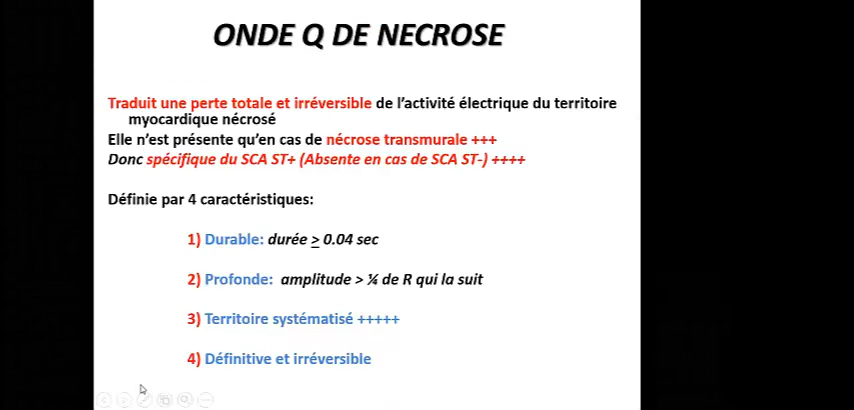 ONDE Q DE NECROSE
Traduit une perte totale et irréversible de l'activité électrique du territoire
myocardique nécrosé
Elle n'est présente qu'en cas de nécrose transmurale +++
Donc spécifique du SCA ST+ (Absente en cas de SCA ST-) ++++
Définie par 4 caractéristiques:
1) Durable: durée ≥ 0.04 sec
2) Profonde: amplitude > ¼ de R qui la suit
3) Territoire systématisé +++++
4) Définitive et irréversible